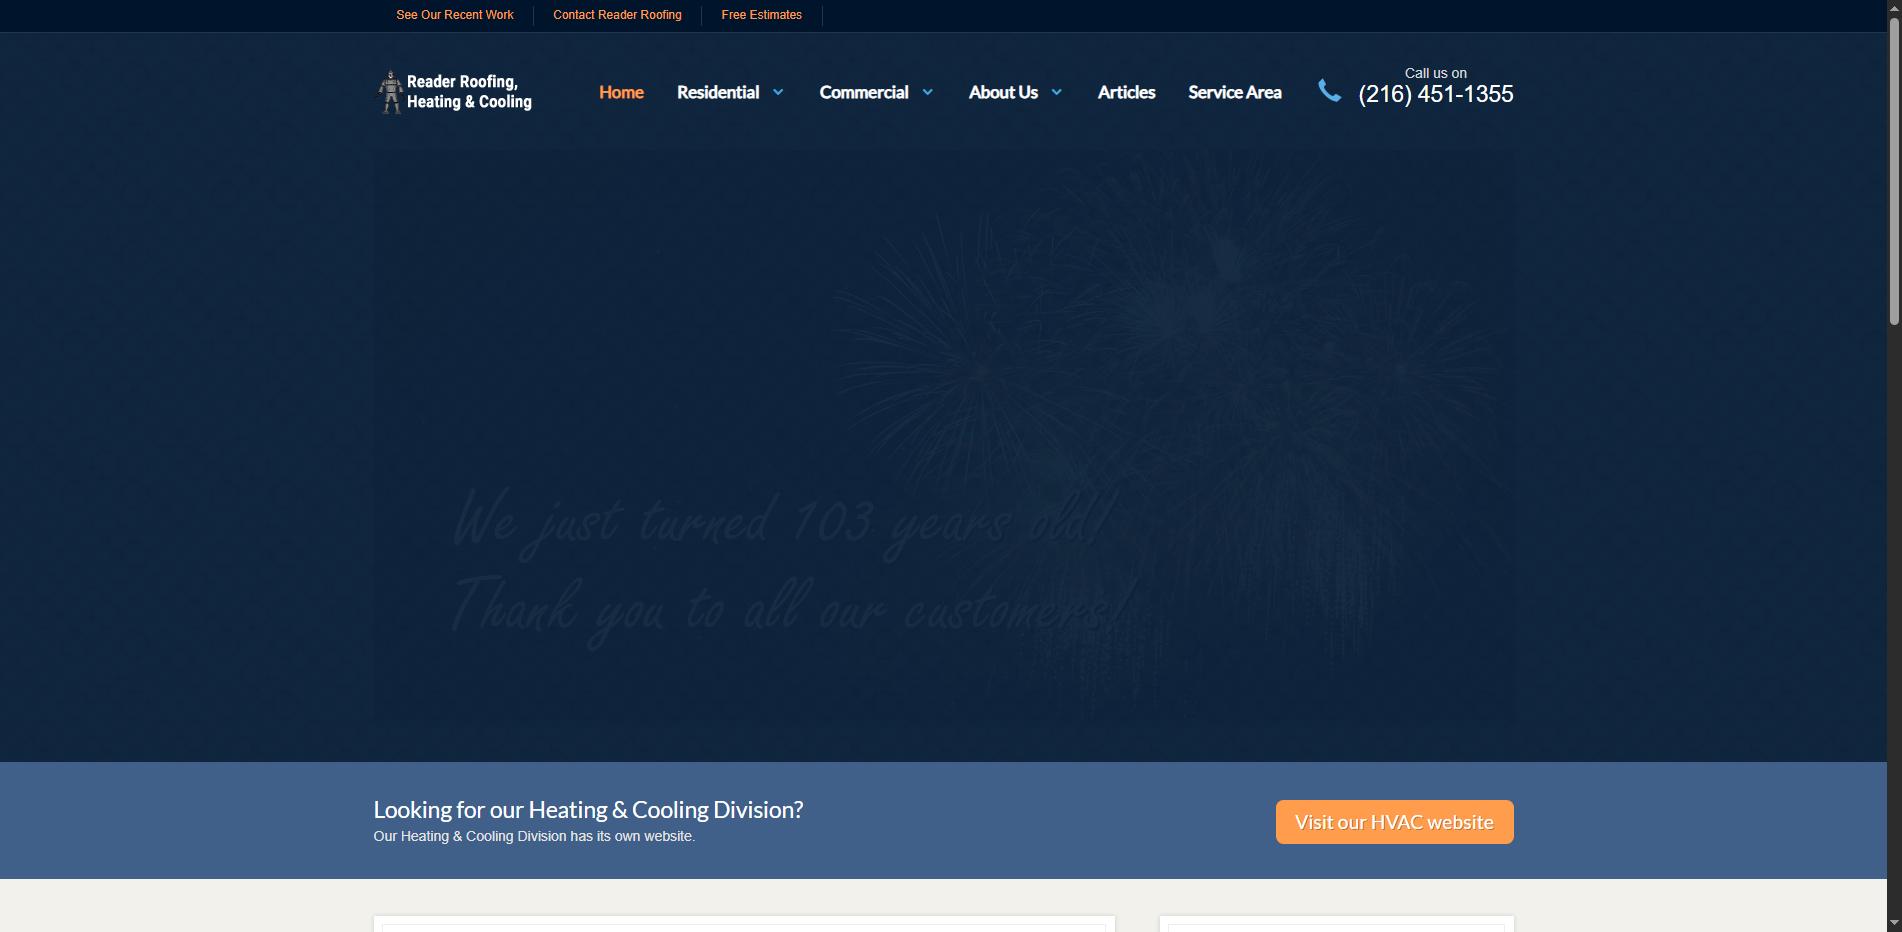 See Our Recent Work
Contact Reader Roofing
Free Estimates
Reader Roofing,
Heating & Cooling
Home
Residential
Commercial
About Us
Articles
Service Area
Call us on
(216) 451-1355
We just turned 103 years old!
Thank you to all our customers!
Looking for our Heating & Cooling Division?
Our Heating & Cooling Division has its own website.
Visit our HVAC website